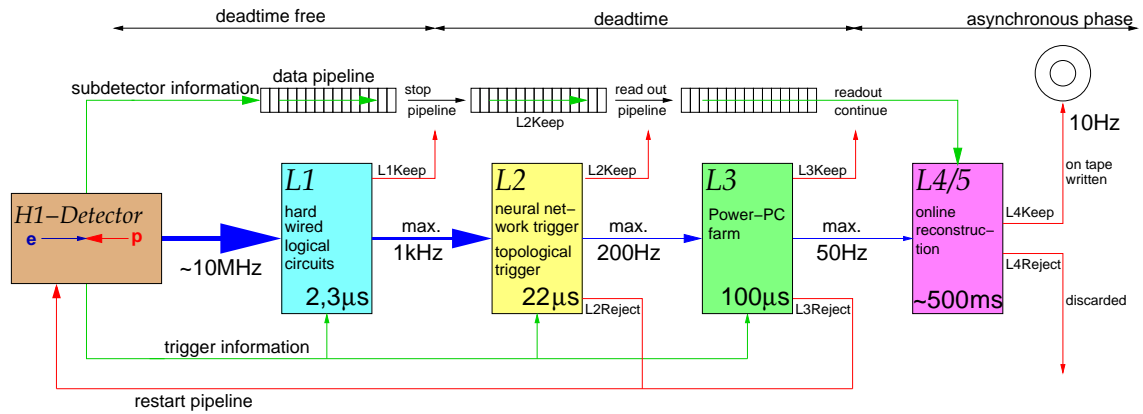 deadtime free
deadtime
asynchronous phase
subdetector information
data pipeline
stop
pipeline
L2Keep
read out
pipeline
readout
continue
10Hz
on tape
written
H1-Detector
e
p
~10MHz
L1
hard
wired
logical
circuits
2,3μs
L1Keep
max.
1kHz
L2
neural net-
work trigger
topological
trigger
22μs
L2Keep
L2Reject
max.
200Hz
L3
Power-PC
farm
100μs
L3Keep
L3Reject
max.
50Hz
L4/5
online
reconstruc-
tion
~500ms
L4Keep
L4Reject
discarded
trigger information
restart pipeline